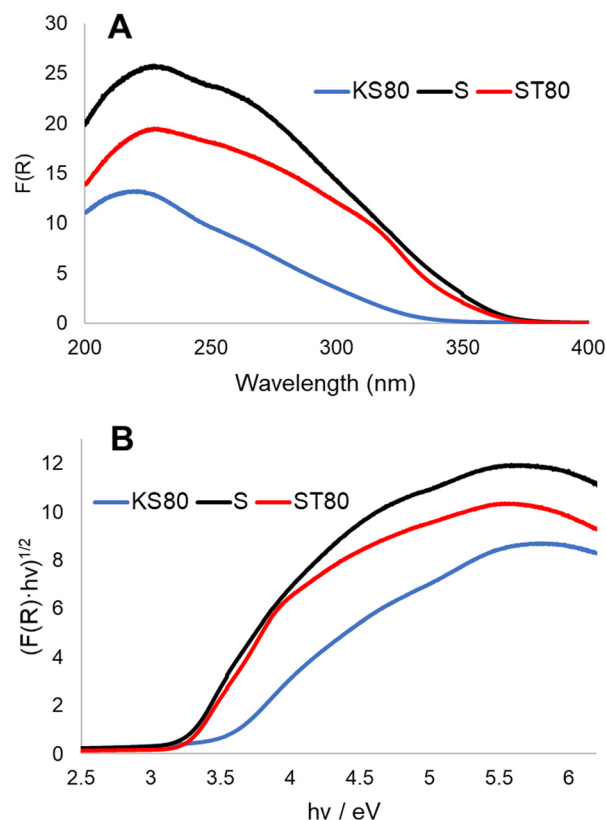 A
30
25
20
15
10
5
0
F(R)
KS80 S ST80
200 250 300 350 400
Wavelength (nm)
B
12
10
8
6
4
2
0
(F(R)·hν)1/2
KS80 S ST80
2.5 3 3.5 4 4.5 5 5.5 6
hν / eV